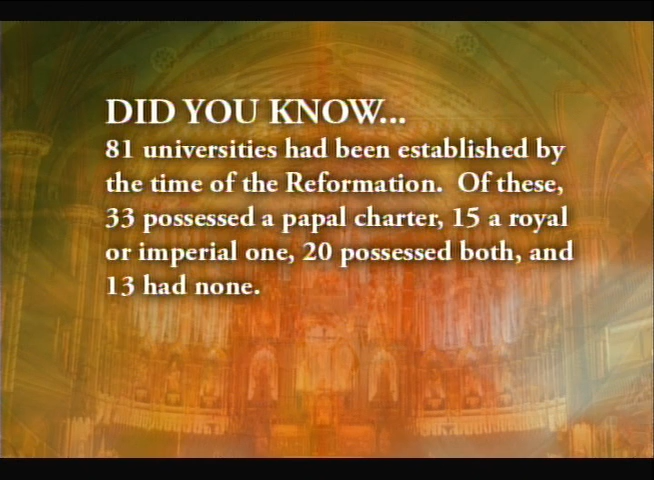 DID YOU KNOW...
81 universities had been established by
the time of the Reformation.  Of these,
33 possessed a papal charter, 15 a royal
or imperial one, 20 possessed both, and
13 had none.